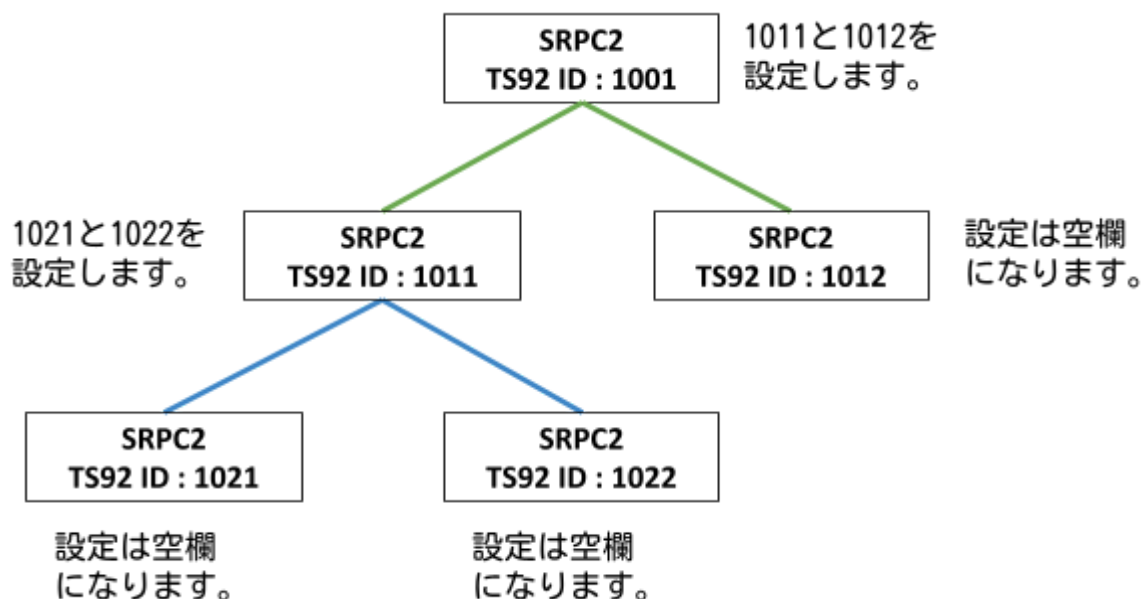 SRPC2
TS92 ID : 1001
1011と1012を
設定します。
1021と1022を
設定します。
SRPC2
TS92 ID : 1011
SRPC2
TS92 ID : 1012
設定は空欄
になります。
SRPC2
TS92 ID : 1021
SRPC2
TS92 ID : 1022
設定は空欄
になります。
設定は空欄
になります。